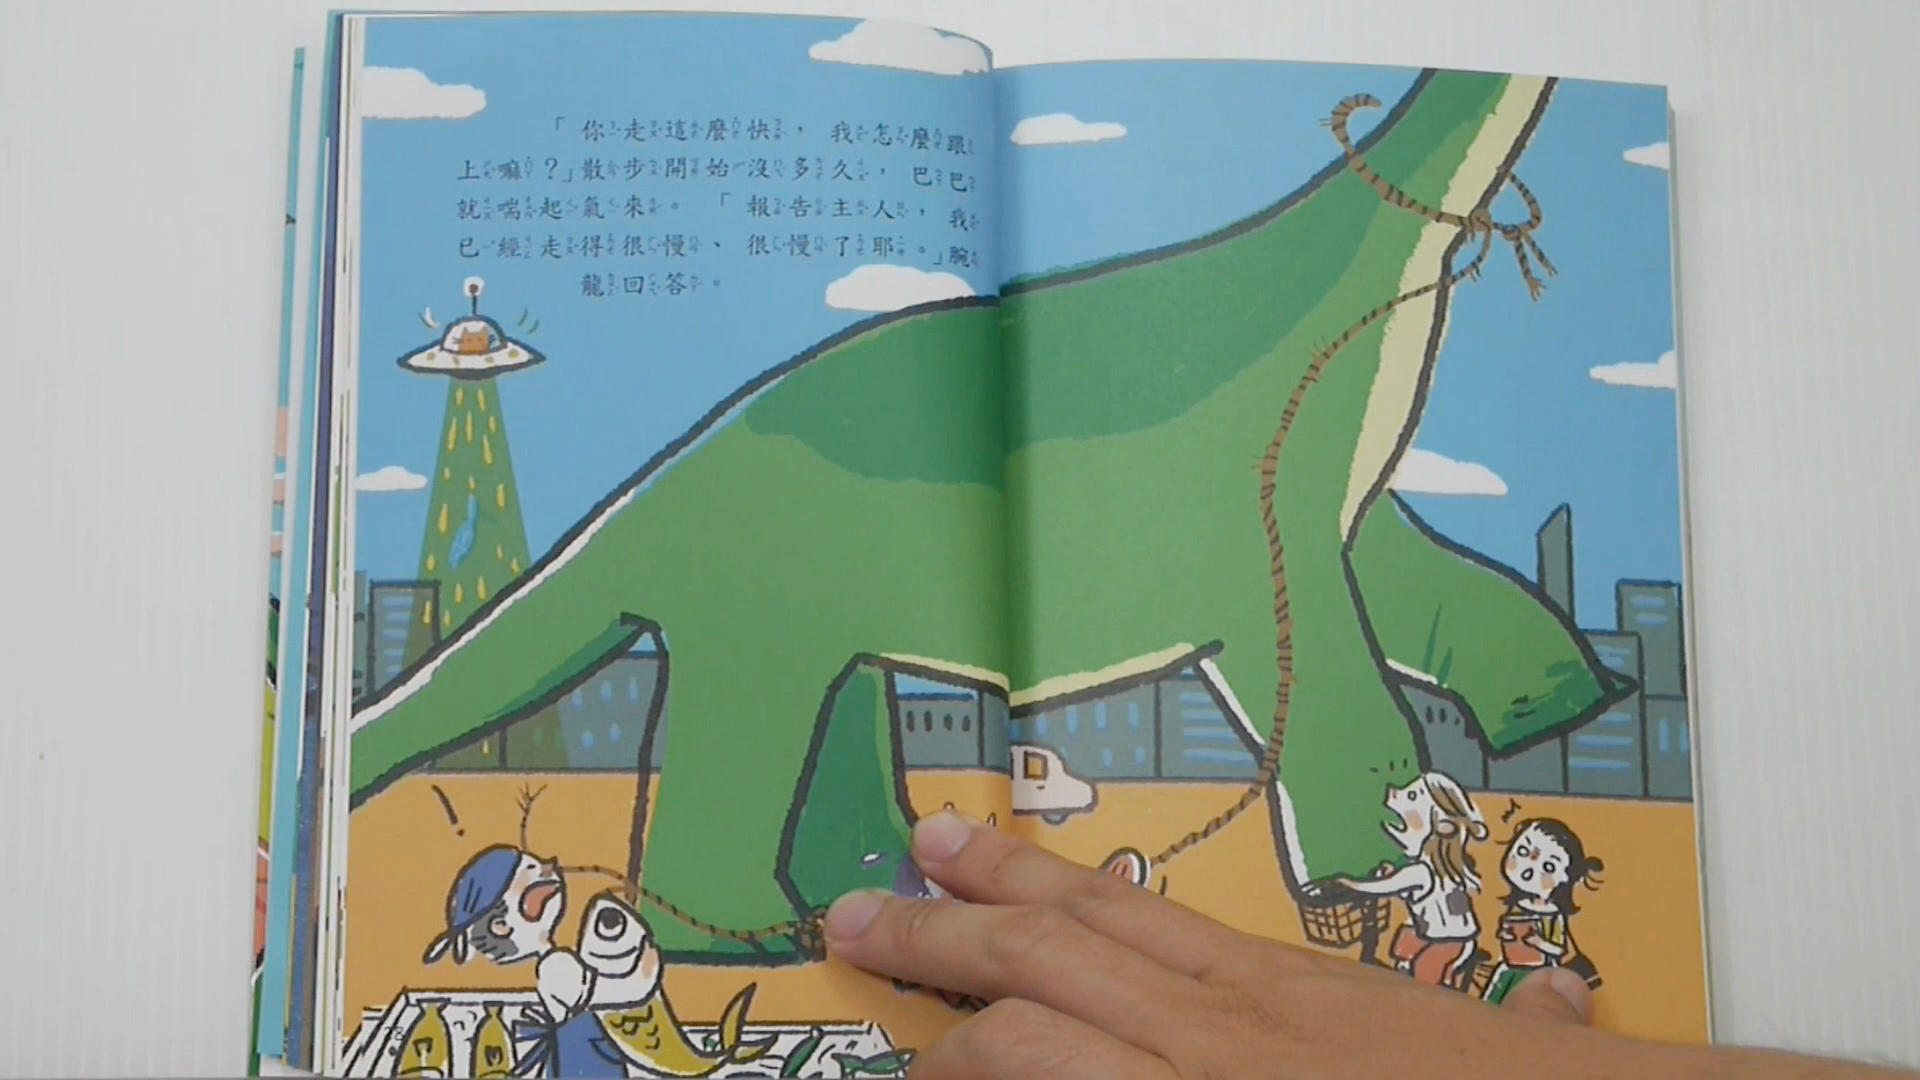 「你走這麼快，我怎麼跟
上嘛？」散步開始沒多久，巴巴
就喘起氣來。「報告主人，我
已經走得很慢、很慢了耶。」腕
龍回答。